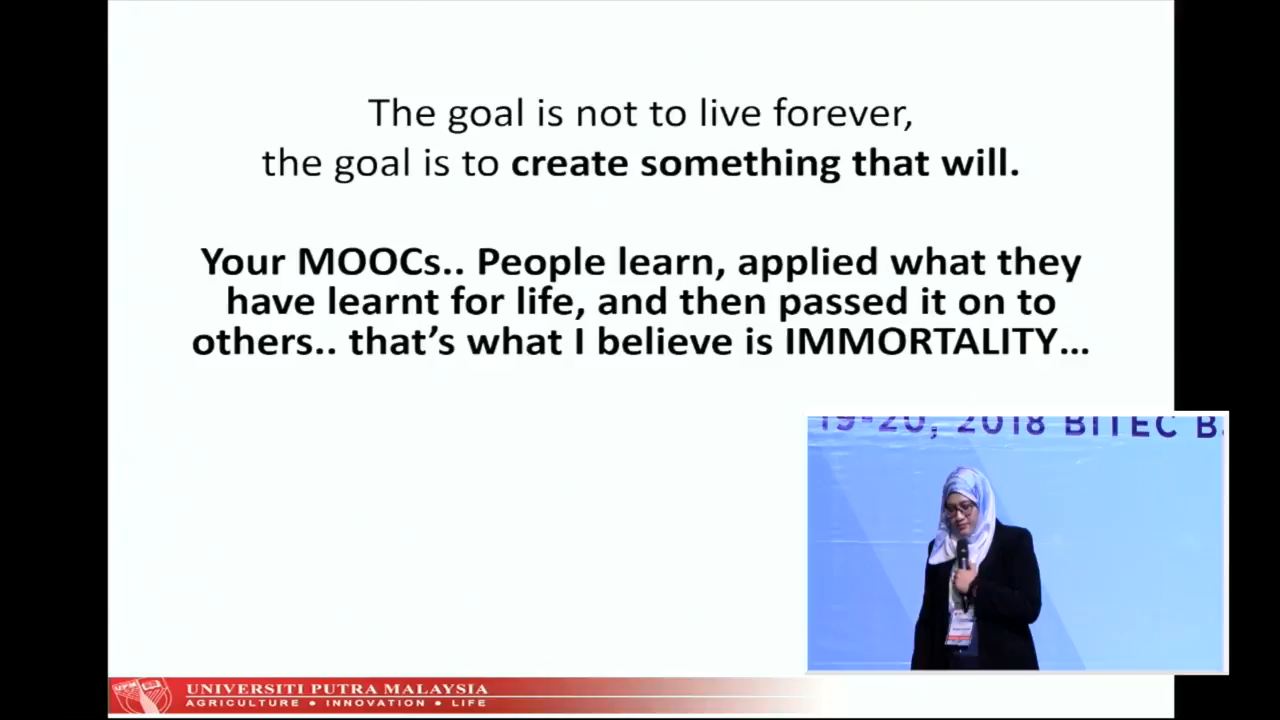 The goal is not to live forever,
the goal is to create something that will.
Your MOOCs.. People learn, applied what they
have learnt for life, and then passed it on to
others.. that's what I believe is IMMORTALITY...
19-20, 2018 BITEC B
UNIVERSITI PUTRA MALAYSIA
AGRICULTURE • INNOVATION • LIFE